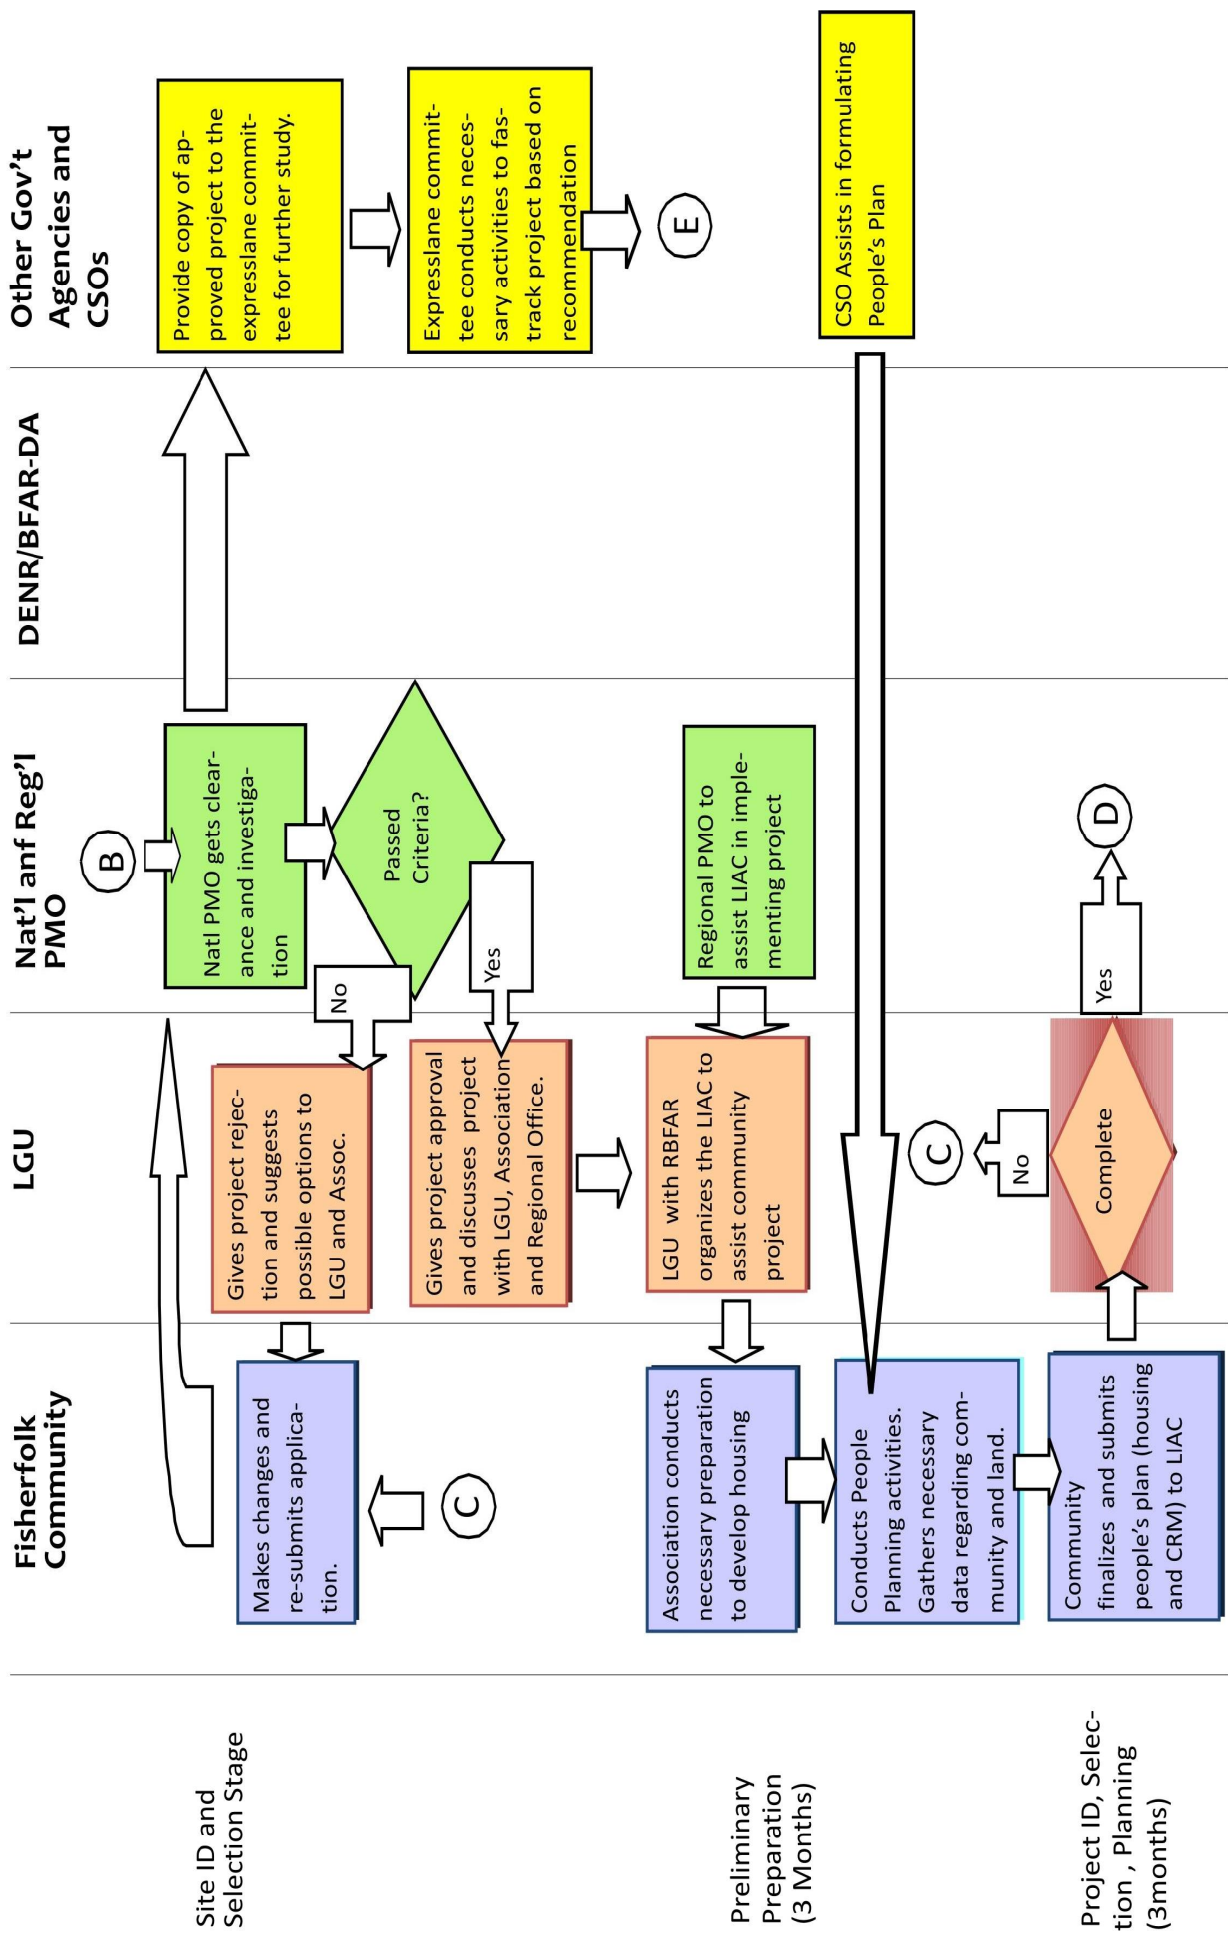 Fisherfolk
Community
LGU
Nat'l anf Reg'l
PMO
DENR/BFAR-DA
Other Gov't
Agencies and
CSOs
Site ID and
Selection Stage
B
Natl PMO gets clear-
ance and investiga-
tion
Provide copy of ap-
proved project to the
expresslane commit-
tee for further study.
Makes changes and
re-submits applica-
tion.
Gives project rejec-
tion and suggests
possible options to
LGU and Assoc.
No
Passed
Criteria?
C
Gives project approval
and discusses project
with LGU, Association
and Regional Office.
Yes
Expresslane commit-
tee conducts neces-
sary activities to fas-
track project based on
recommendation
E
Preliminary
Preparation
(3 Months)
Association conducts
necessary preparation
to develop housing
LGU with RBFAR
organizes the LIAC to
assist community
project
Regional PMO to
assist LIAC in imple-
menting project
Conducts People
Planning activities.
Gathers necessary
data regarding com-
munity and land.
CSO Assists in formulating
People's Plan
Project ID, Selec-
tion , Planning
(3months)
Community
finalizes and submits
people's plan (housing
and CRM) to LIAC
C
No
Complete
Yes
D